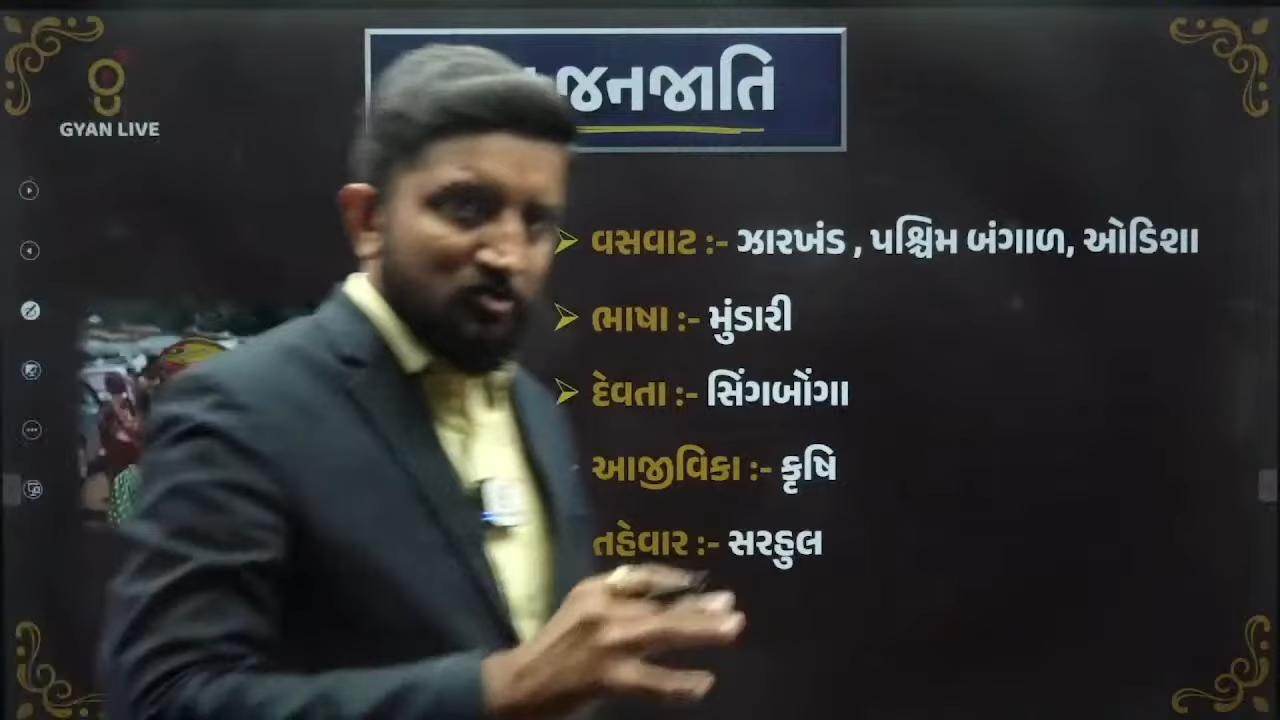 જનજાતિ
GYAN LIVE
વસવાટ :- ઝારખંડ , પશ્ચિમ બંગાળ, ઓડિશા
ભાષા :- મુંડારી
દેવતા :- સિંગબોંગા
આજીવિકા :- કૃષિ
તહેવાર :- સરહુલ